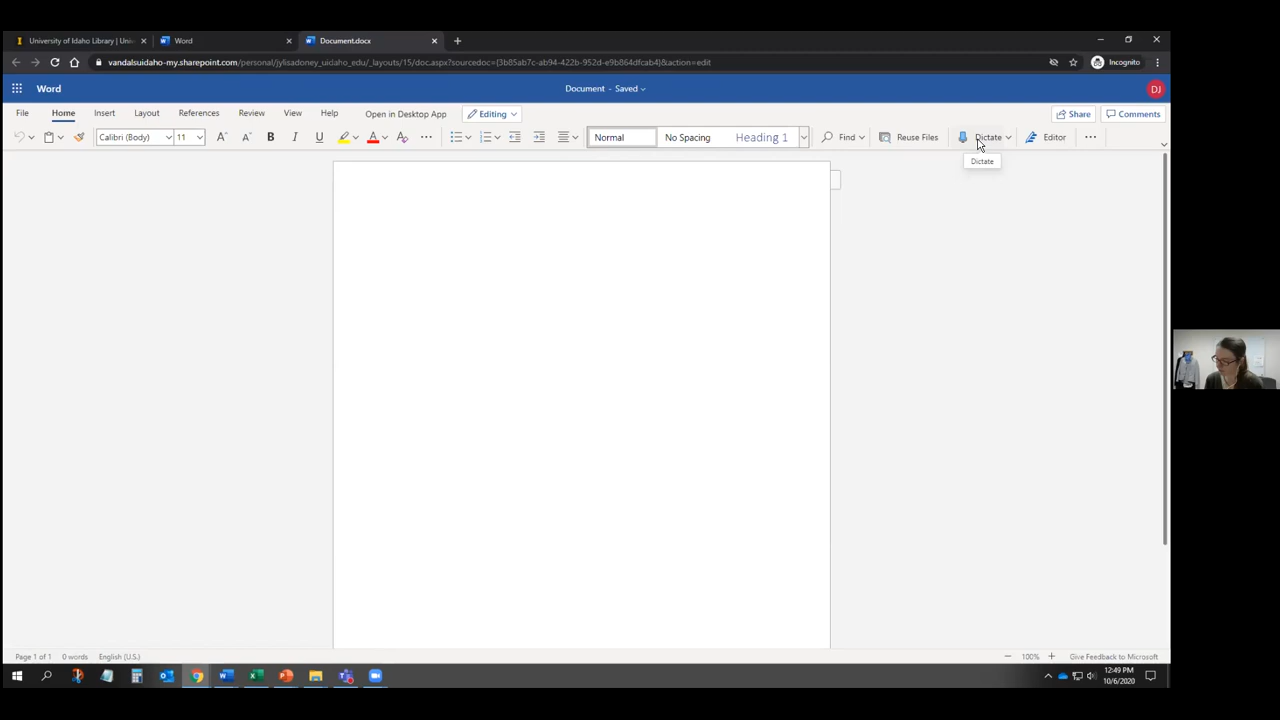 University of Idaho Library | Univ
Word
Document.docx
vandalsuidaho-my.sharepoint.com/personal/jylisadoney_uidaho_edu/_layouts/15/doc.aspx?sourcedoc={3b85ab7c-ab94-422b-952d-e9b864dfcab4}&action=edit
Incognito
Word
Document - Saved
DJ
File Home Insert Layout References Review View Help Open in Desktop App Editing Share Comments
Calibri (Body) 11 A A B I U A A Normal No Spacing Heading 1 Find Reuse Files Dictate Editor
Dictate
Page 1 of 1 0 words English (U.S.) 100% Give Feedback to Microsoft
12:49 PM
10/6/2020